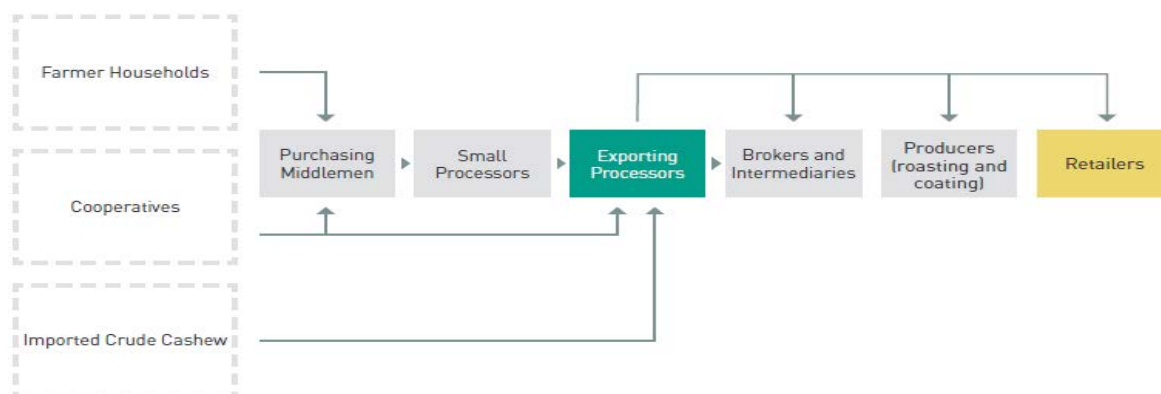 Farmer Households
Cooperatives
Imported Crude Cashew
Purchasing
Middlemen
Small
Processors
Exporting
Processors
Brokers and
Intermediaries
Producers
(roasting and
coating)
Retailers